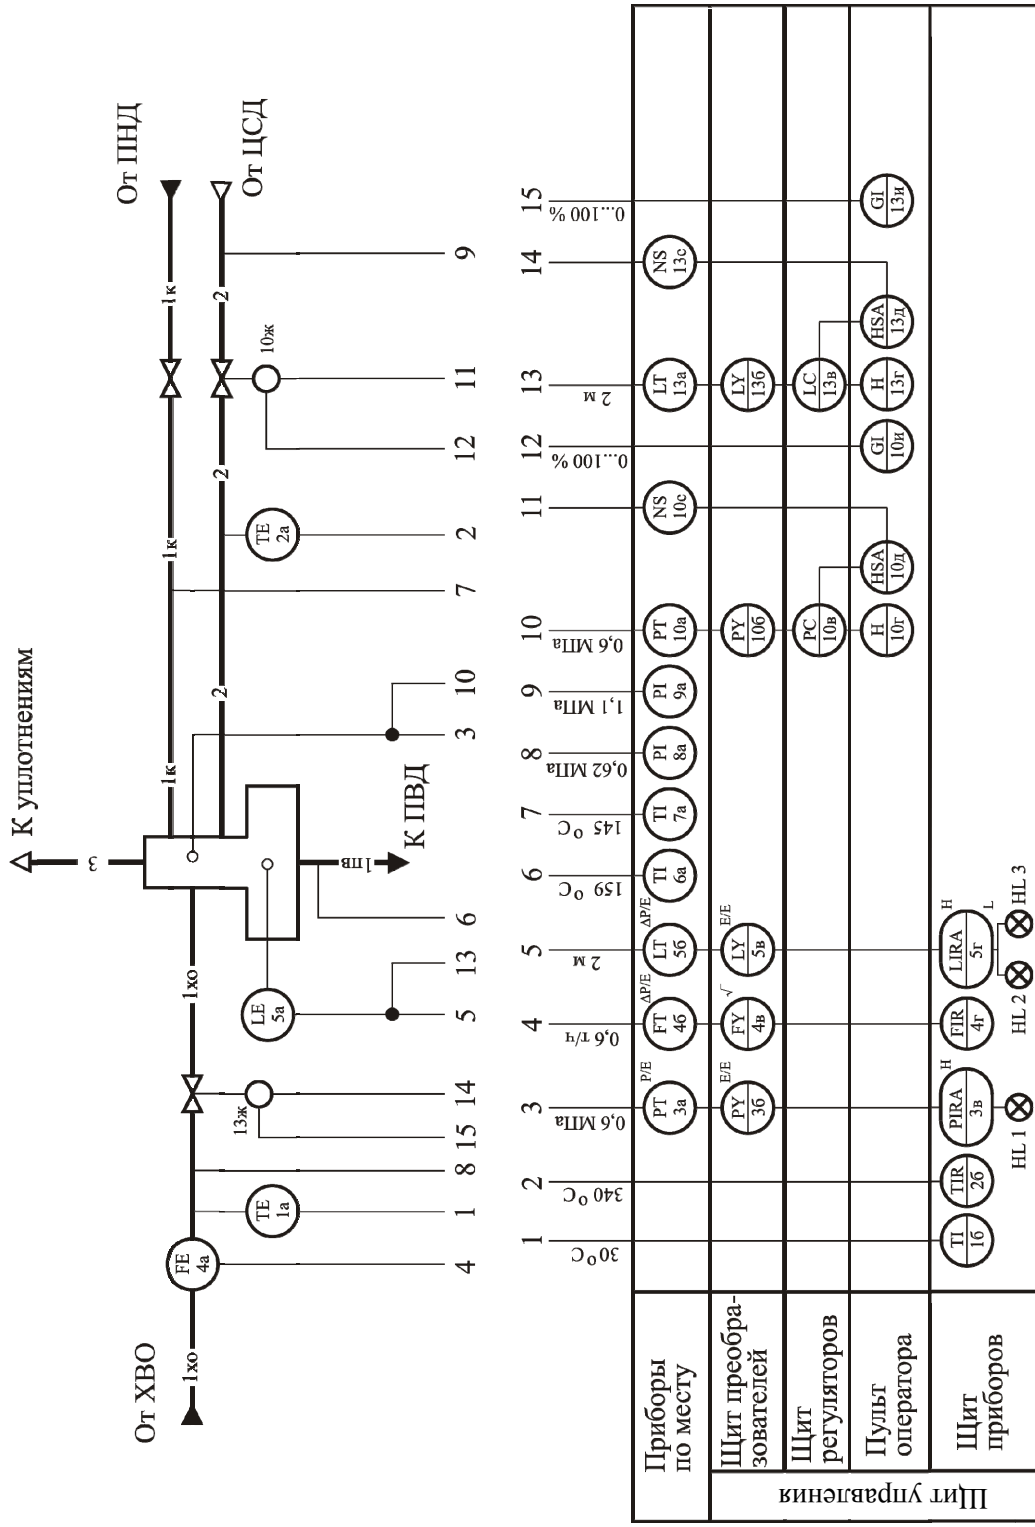 От ХВО
1хо
FE
4а
TE
1а
13ж
1хо
LE
5а
К уплотнениям
3
1пв
К ПВД
1к
1к
1к
2
2
2
TE
2а
10ж
От ПНД
От ЦСД
4
1
8
15
14
5
13
6
3
10
7
2
12
11
9
1
2
3
4
5
6
7
8
9
10
11
12
13
14
15
30 °С
340 °С
0,6 МПа
0,6 т/ч
2 м
159 °С
145 °С
0,62 МПа
1,1 МПа
0,6 МПа
0...100 %
2 м
0...100 %
Щит управления
Приборы
по месту
P/E
PT
3а
ΔP/E
FT
4б
ΔP/E
LT
5б
TI
6а
TI
7а
PI
8а
PI
9а
PT
10а
NS
10с
LT
13а
NS
13с
Щит преобра-
зователей
E/E
PY
3б
√
FY
4в
E/E
LY
5в
PY
10б
LY
13б
Щит
регуляторов
PC
10в
LC
13в
Пульт
оператора
H
10г
HSA
10д
GI
10и
H
13г
HSA
13д
GI
13и
Щит
приборов
TI
1б
TIR
2б
PIRA
3в
H
HL 1
FIR
4г
LIRA
5г
H
L
HL 2
HL 3